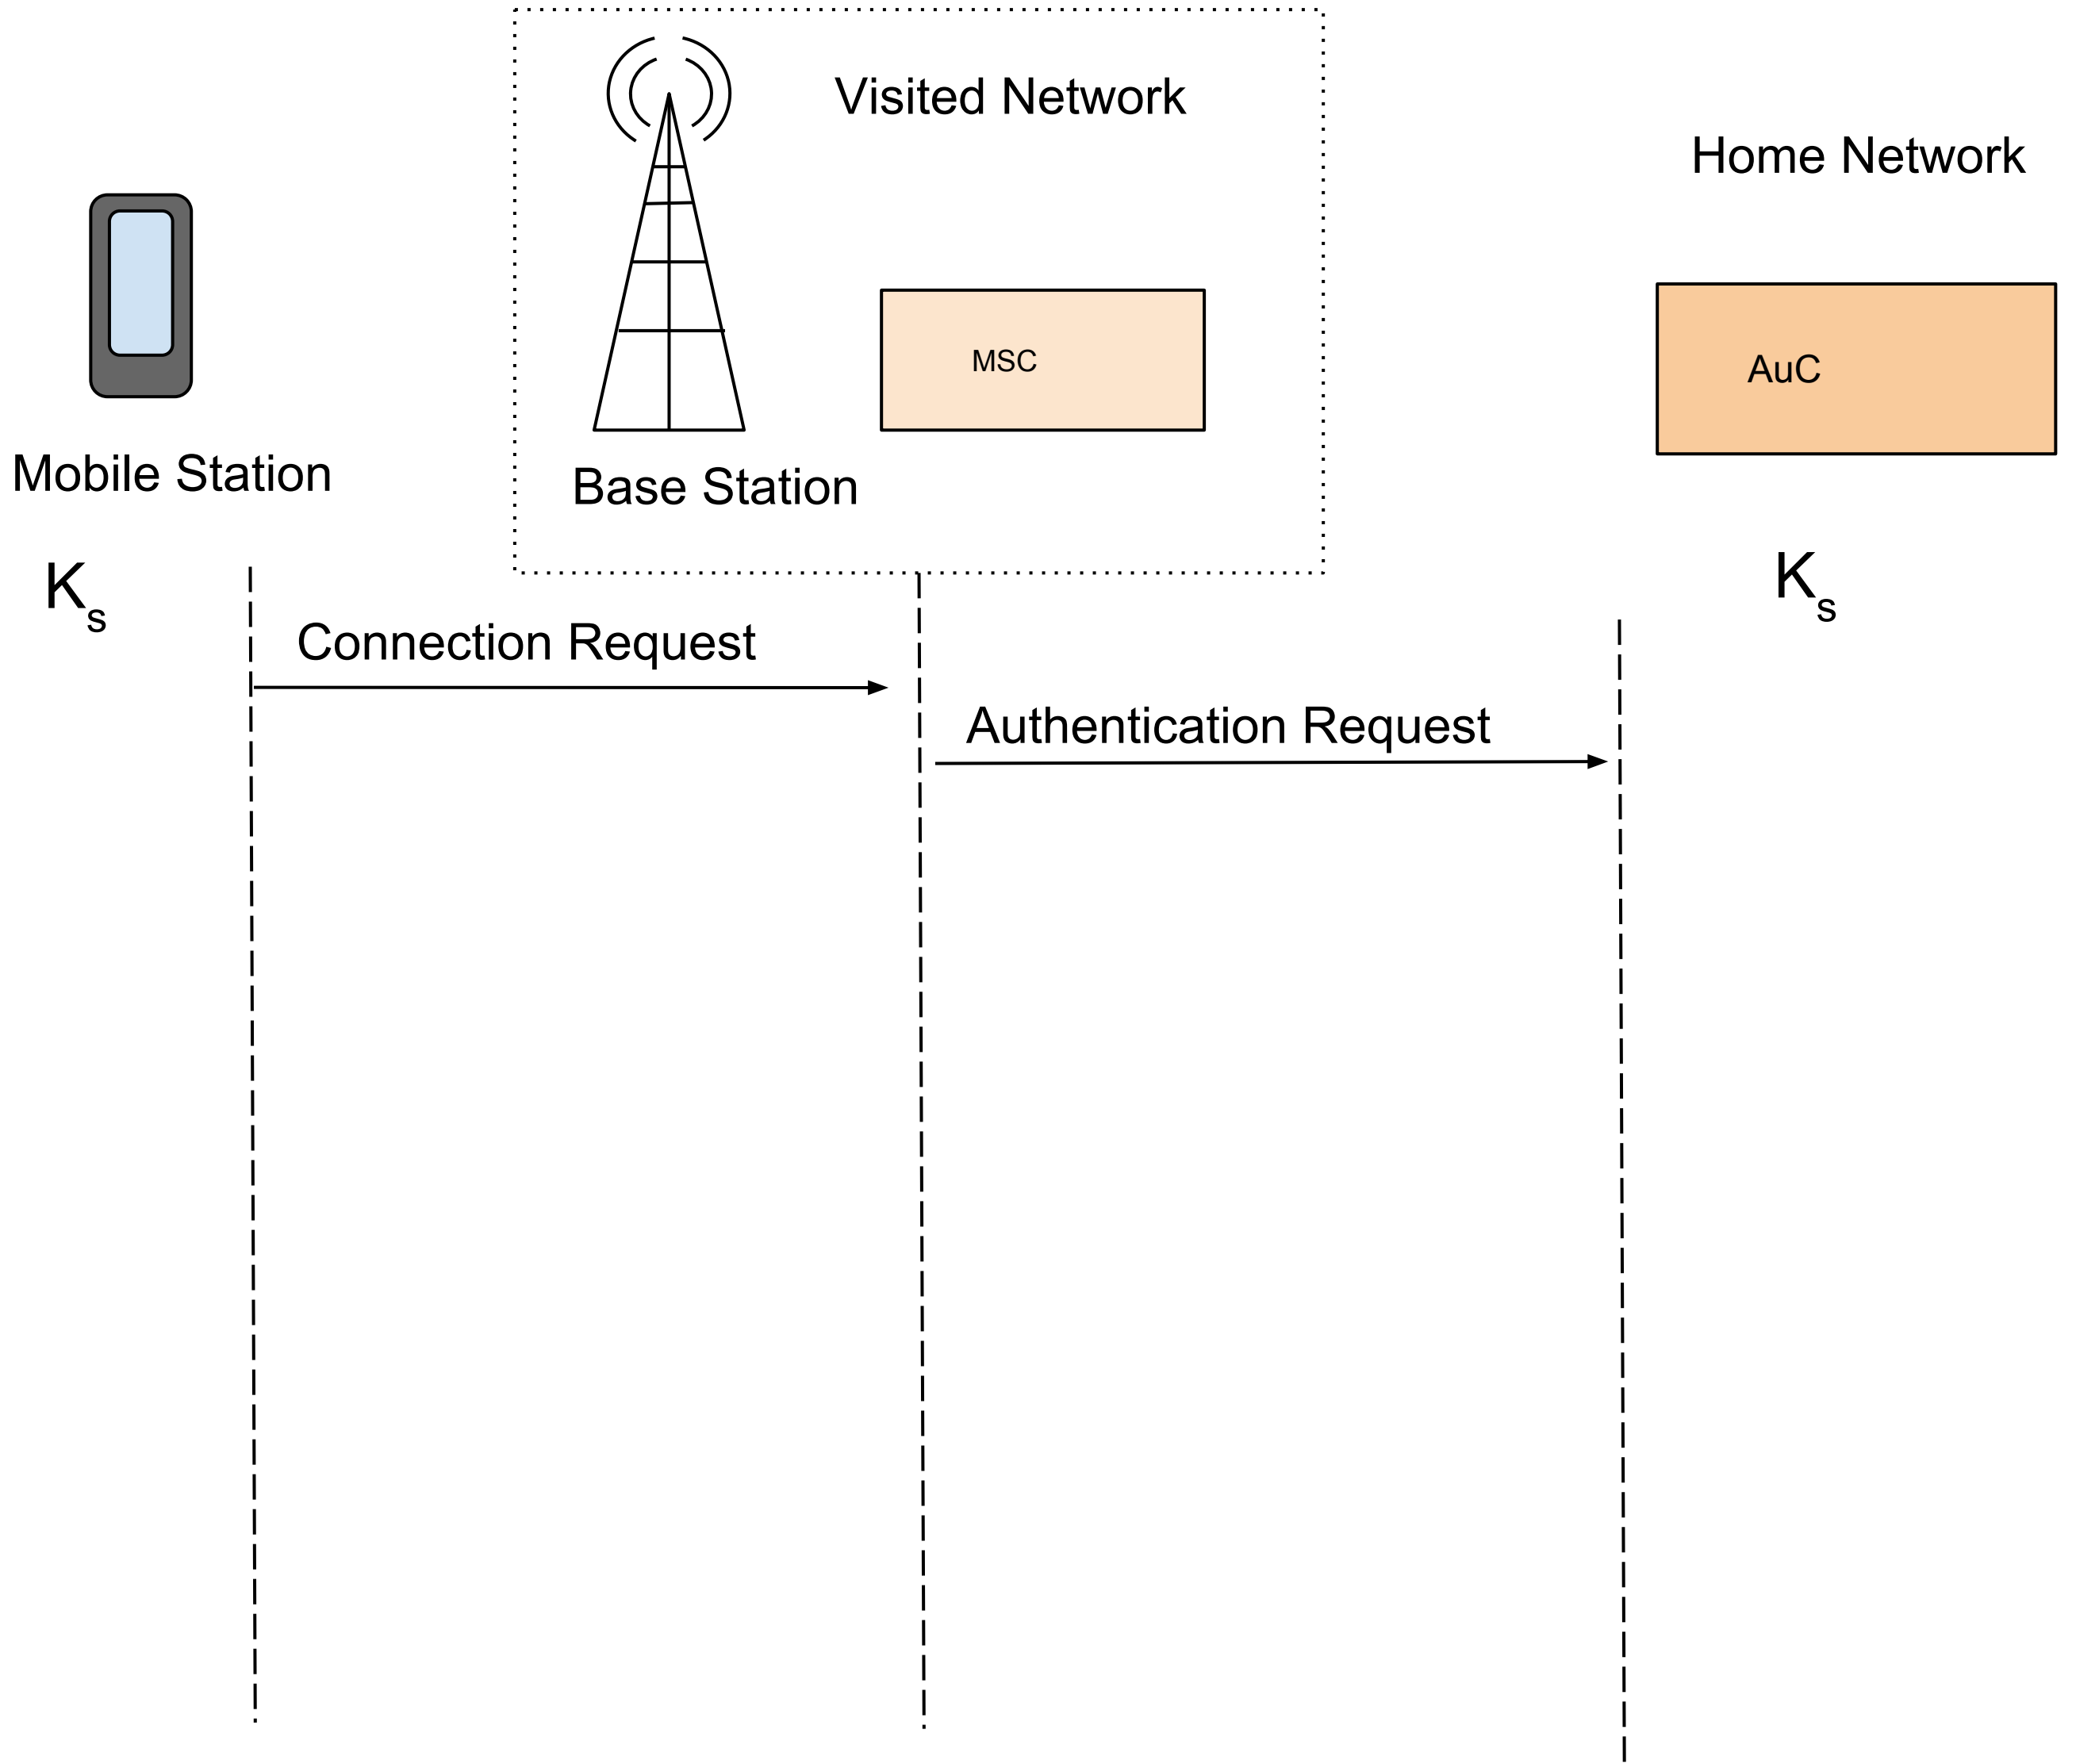 Visited Network
Home Network
MSC
AuC
Mobile Station
Base Station
Ks
Ks
Connection Request
Authentication Request